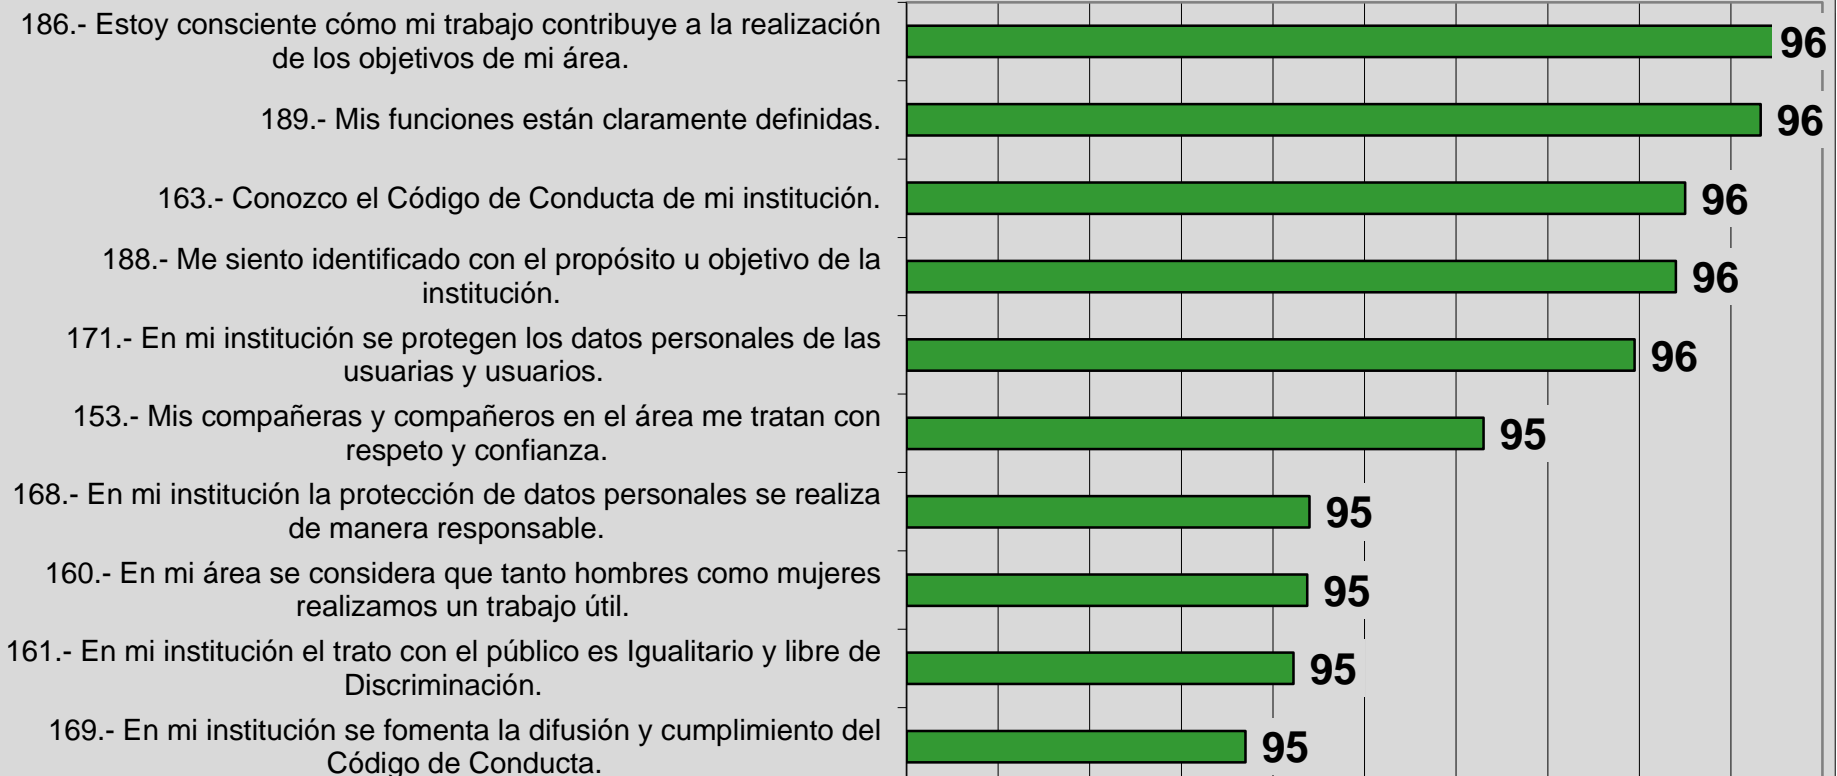 186.- Estoy consciente cómo mi trabajo contribuye a la realización
de los objetivos de mi área.
96
189.- Mis funciones están claramente definidas.
96
163.- Conozco el Código de Conducta de mi institución.
96
188.- Me siento identificado con el propósito u objetivo de la
institución.
96
171.- En mi institución se protegen los datos personales de las
usuarias y usuarios.
96
153.- Mis compañeras y compañeros en el área me tratan con
respeto y confianza.
95
168.- En mi institución la protección de datos personales se realiza
de manera responsable.
95
160.- En mi área se considera que tanto hombres como mujeres
realizamos un trabajo útil.
95
161.- En mi institución el trato con el público es Igualitario y libre de
Discriminación.
95
169.- En mi institución se fomenta la difusión y cumplimiento del
Código de Conducta.
95